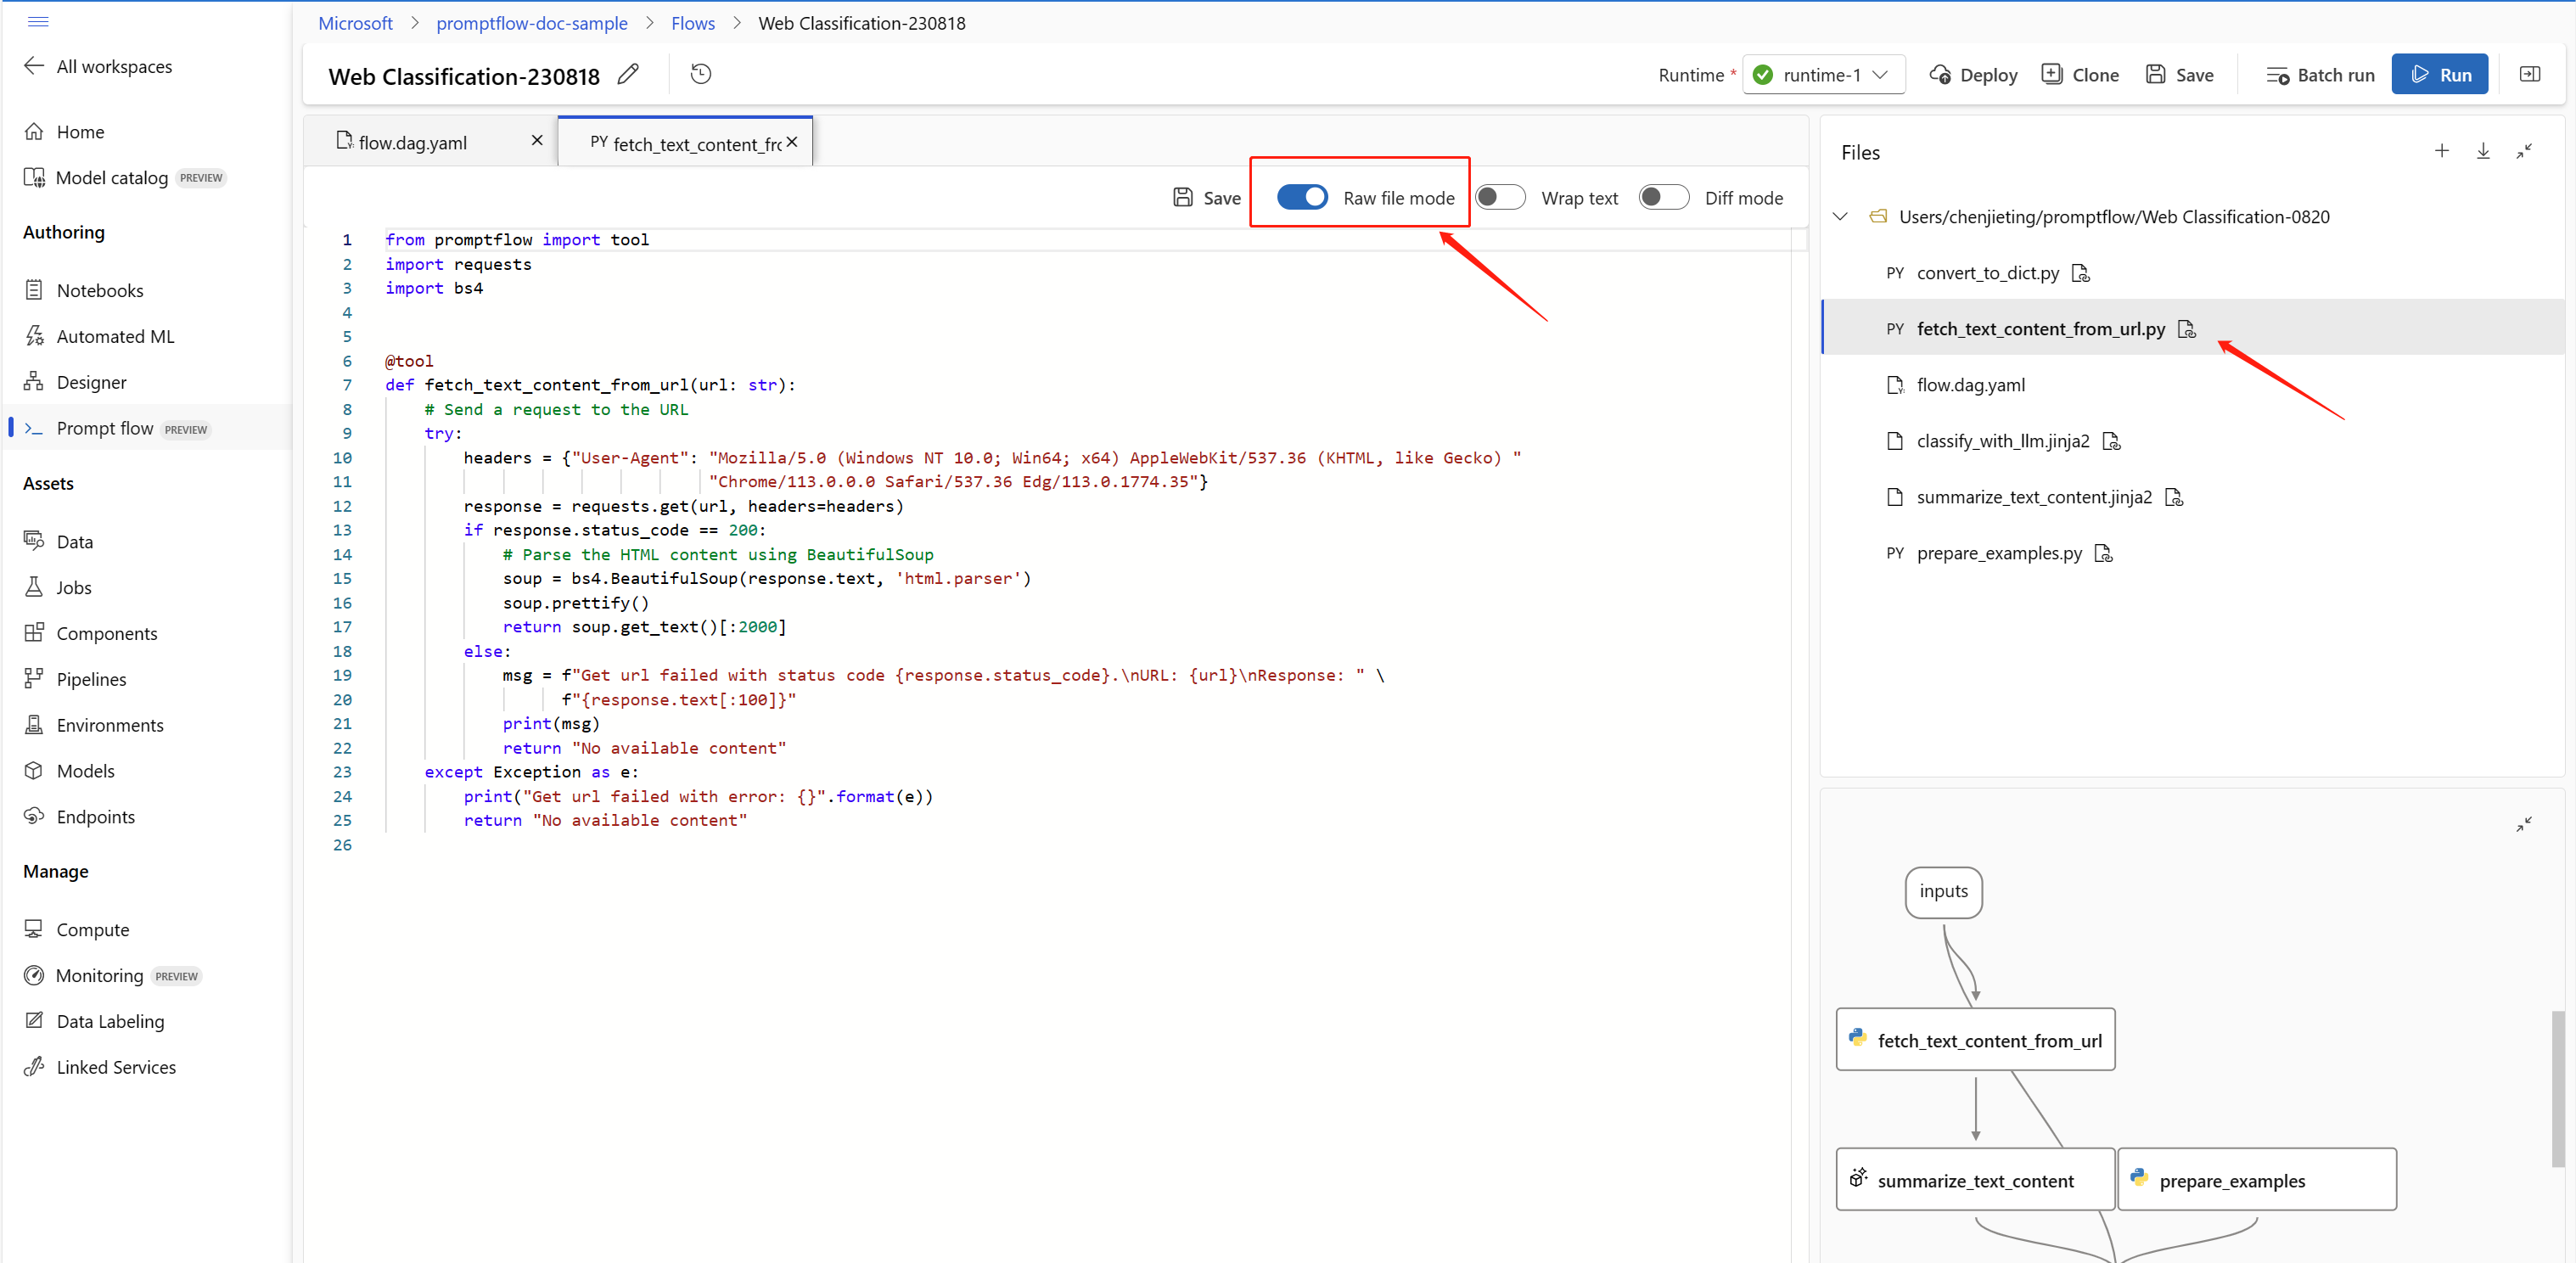 Microsoft > promptflow-doc-sample > Flows > Web Classification-230818
All workspaces
Home
Model catalog PREVIEW
Authoring
Notebooks
Automated ML
Designer
Prompt flow PREVIEW
Assets
Data
Jobs
Components
Pipelines
Environments
Models
Endpoints
Manage
Compute
Monitoring PREVIEW
Data Labeling
Linked Services
Web Classification-230818
Runtime * runtime-1 Deploy Clone Save Batch run Run
flow.dag.yaml
PY fetch_text_content_frc
Save Raw file mode Wrap text Diff mode
1 from promptflow import tool
2 import requests
3 import bs4
4
5
6 @tool
7 def fetch_text_content_from_url(url: str):
8 # Send a request to the URL
9 try:
10 headers = {"User-Agent": "Mozilla/5.0 (Windows NT 10.0; Win64; x64) AppleWebKit/537.36 (KHTML, like Gecko) "
11 "Chrome/113.0.0.0 Safari/537.36 Edg/113.0.1774.35"}
12 response = requests.get(url, headers=headers)
13 if response.status_code == 200:
14 # Parse the HTML content using BeautifulSoup
15 soup = bs4.BeautifulSoup(response.text, 'html.parser')
16 soup.prettify()
17 return soup.get_text()[:2000]
18 else:
19 msg = f"Get url failed with status code {response.status_code}.\nURL: {url}\nResponse: " \
20 f"{response.text[:100]}"
21 print(msg)
22 return "No available content"
23 except Exception as e:
24 print("Get url failed with error: {}".format(e))
25 return "No available content"
26
Files
Users/chenjieting/promptflow/Web Classification-0820
PY convert_to_dict.py
PY fetch_text_content_from_url.py
flow.dag.yaml
classify_with_llm.jinja2
summarize_text_content.jinja2
PY prepare_examples.py
inputs
fetch_text_content_from_url
summarize_text_content
prepare_examples